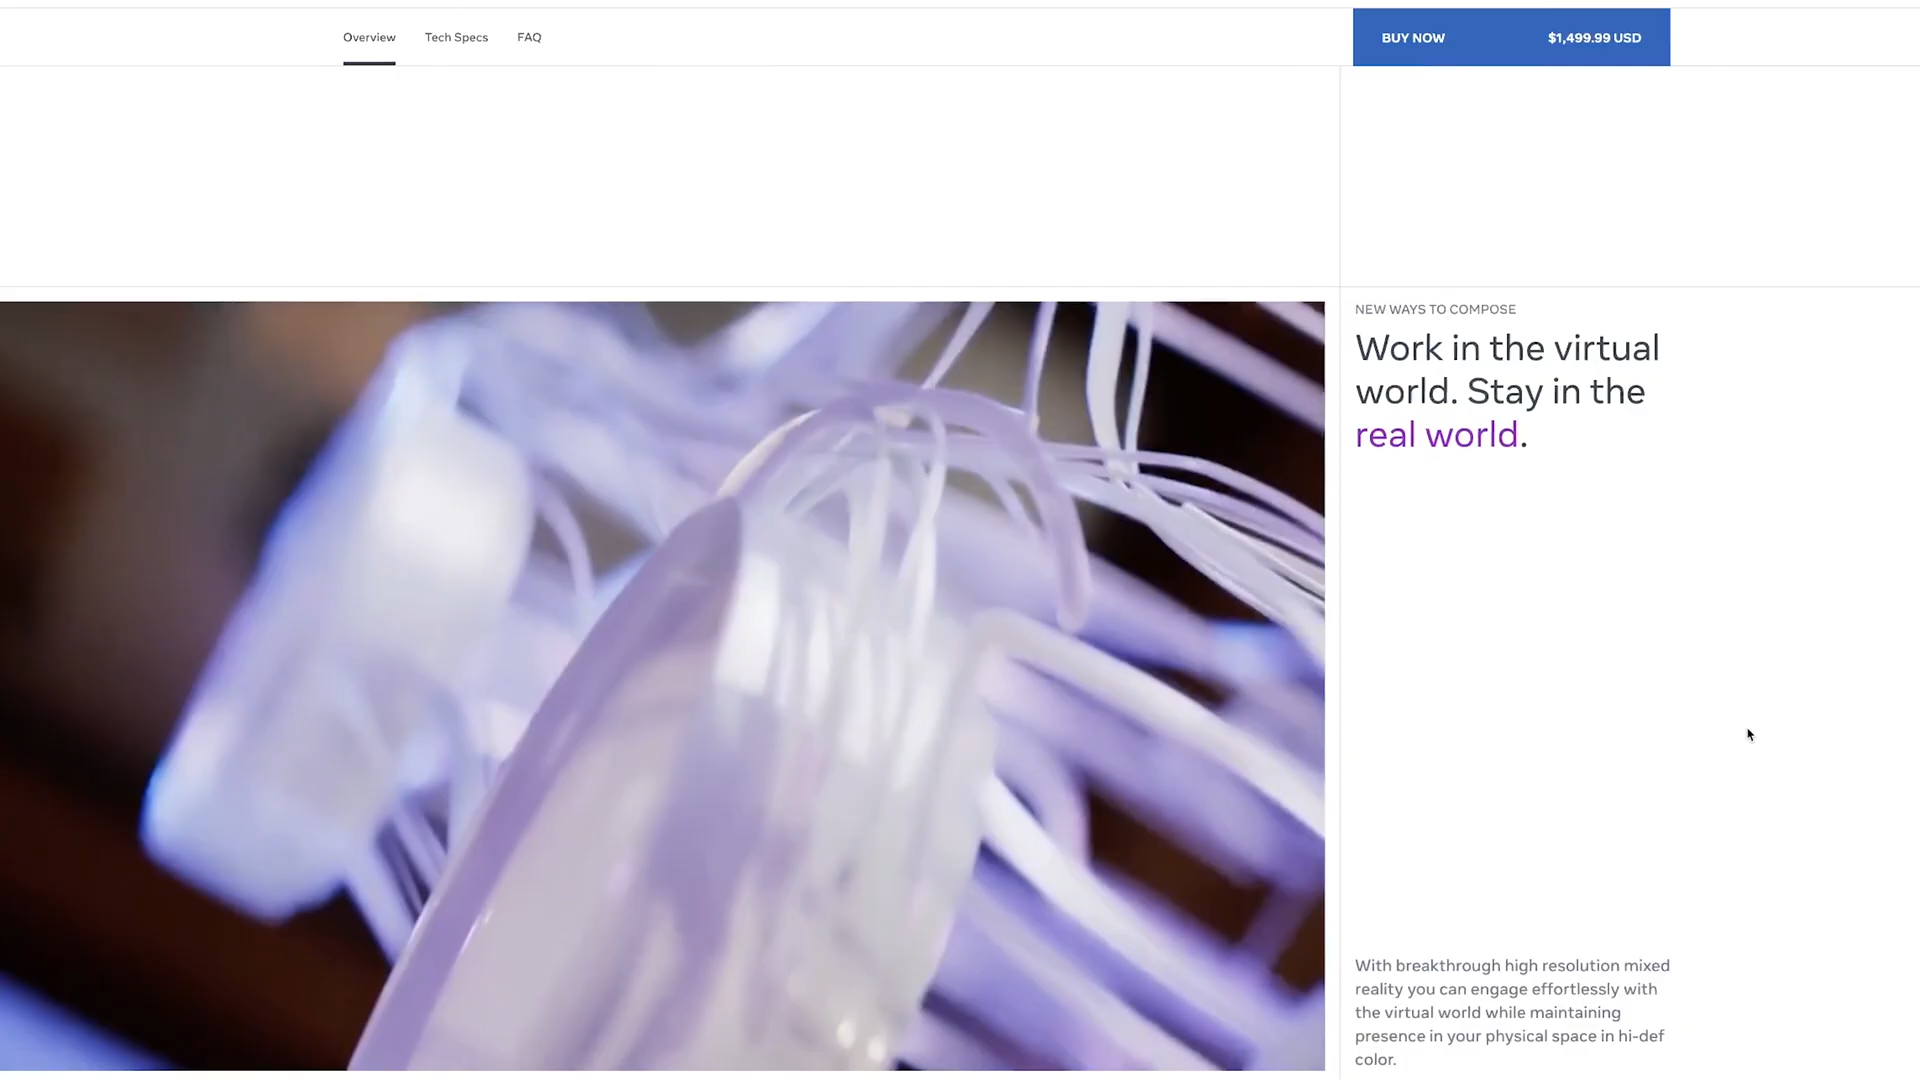 Overview Tech Specs FAQ BUY NOW $1,499.99 USD
NEW WAYS TO COMPOSE
Work in the virtual
world. Stay in the
real world.
With breakthrough high resolution mixed
reality you can engage effortlessly with
the virtual world while maintaining
presence in your physical space in hi-def
color.